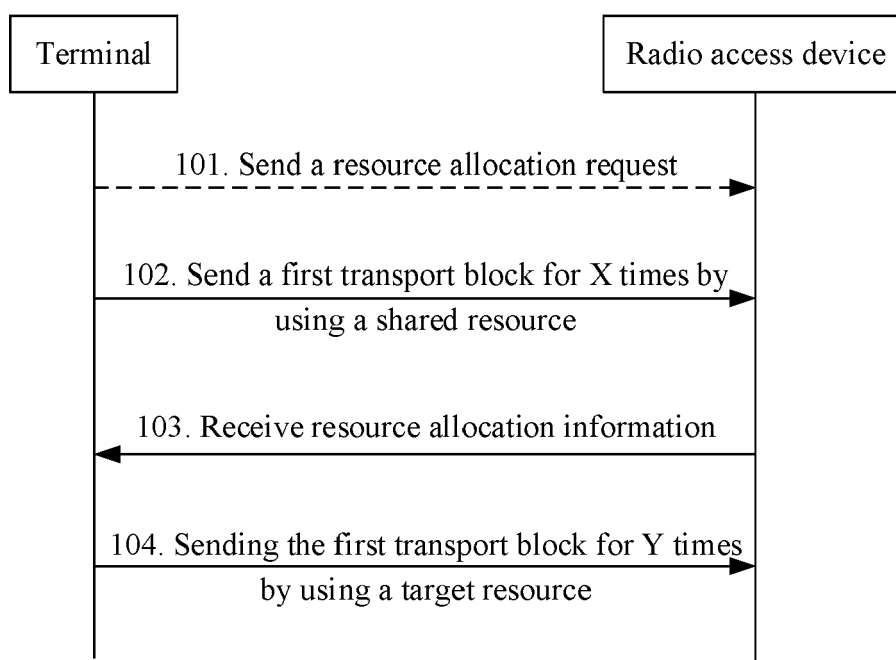 Terminal
Radio access device
101. Send a resource allocation request
102. Send a first transport block for X times by
using a shared resource
103. Receive resource allocation information
104. Sending the first transport block for Y times
by using a target resource